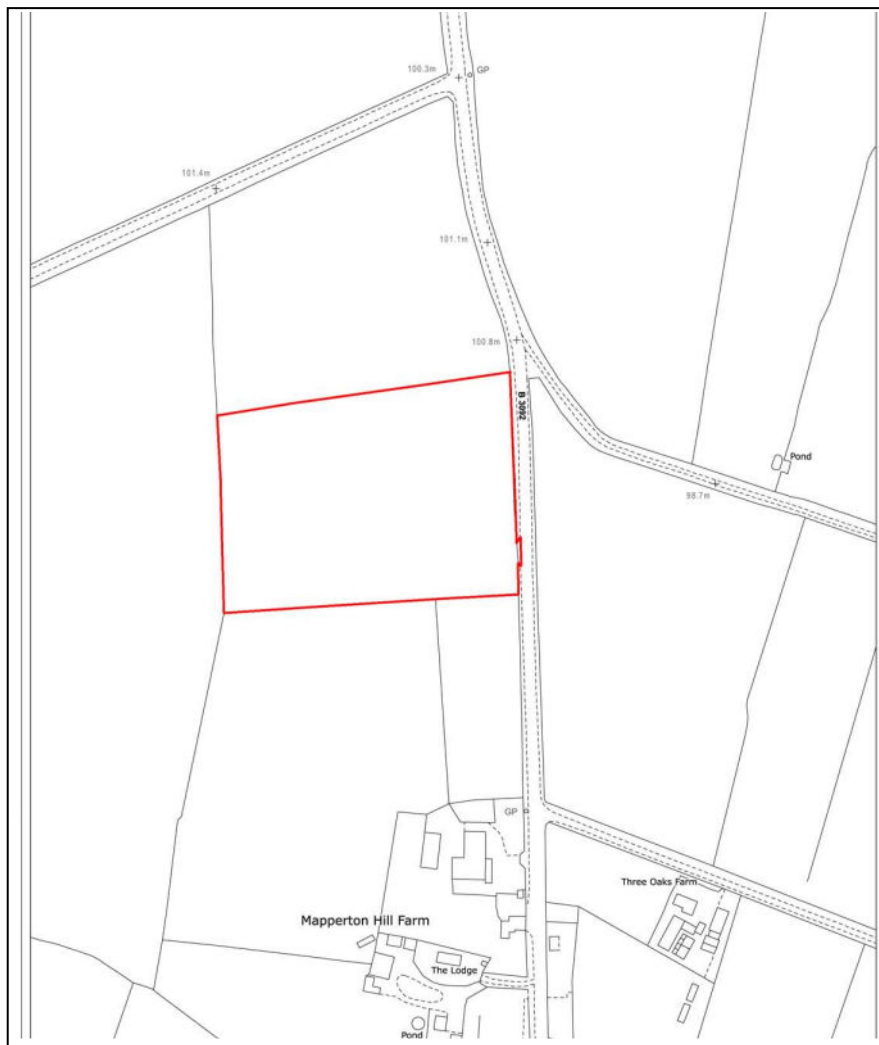 100.3m
GP
101.4m
101.1m
100.8m
B 3092
Pond
98.7m
GP
Three Oaks Farm
Mapperton Hill Farm
The Lodge
Pond